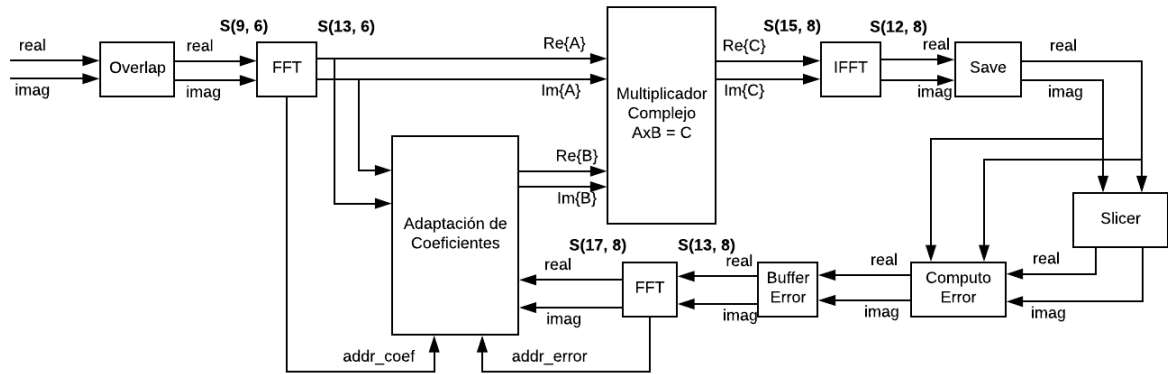 S(9, 6)
S(13, 6)
S(15, 8)
S(12, 8)
real
imag
Overlap
real
imag
FFT
Re{A}
Im{A}
Multiplicador
Complejo
AxB = C
Re{C}
Im{C}
IFFT
real
imag
Save
real
imag
Re{B}
Im{B}
Adaptación de
Coeficientes
Slicer
S(17, 8)
S(13, 8)
real
imag
FFT
real
imag
Buffer
Error
real
imag
Computo
Error
real
imag
addr_coef
addr_error